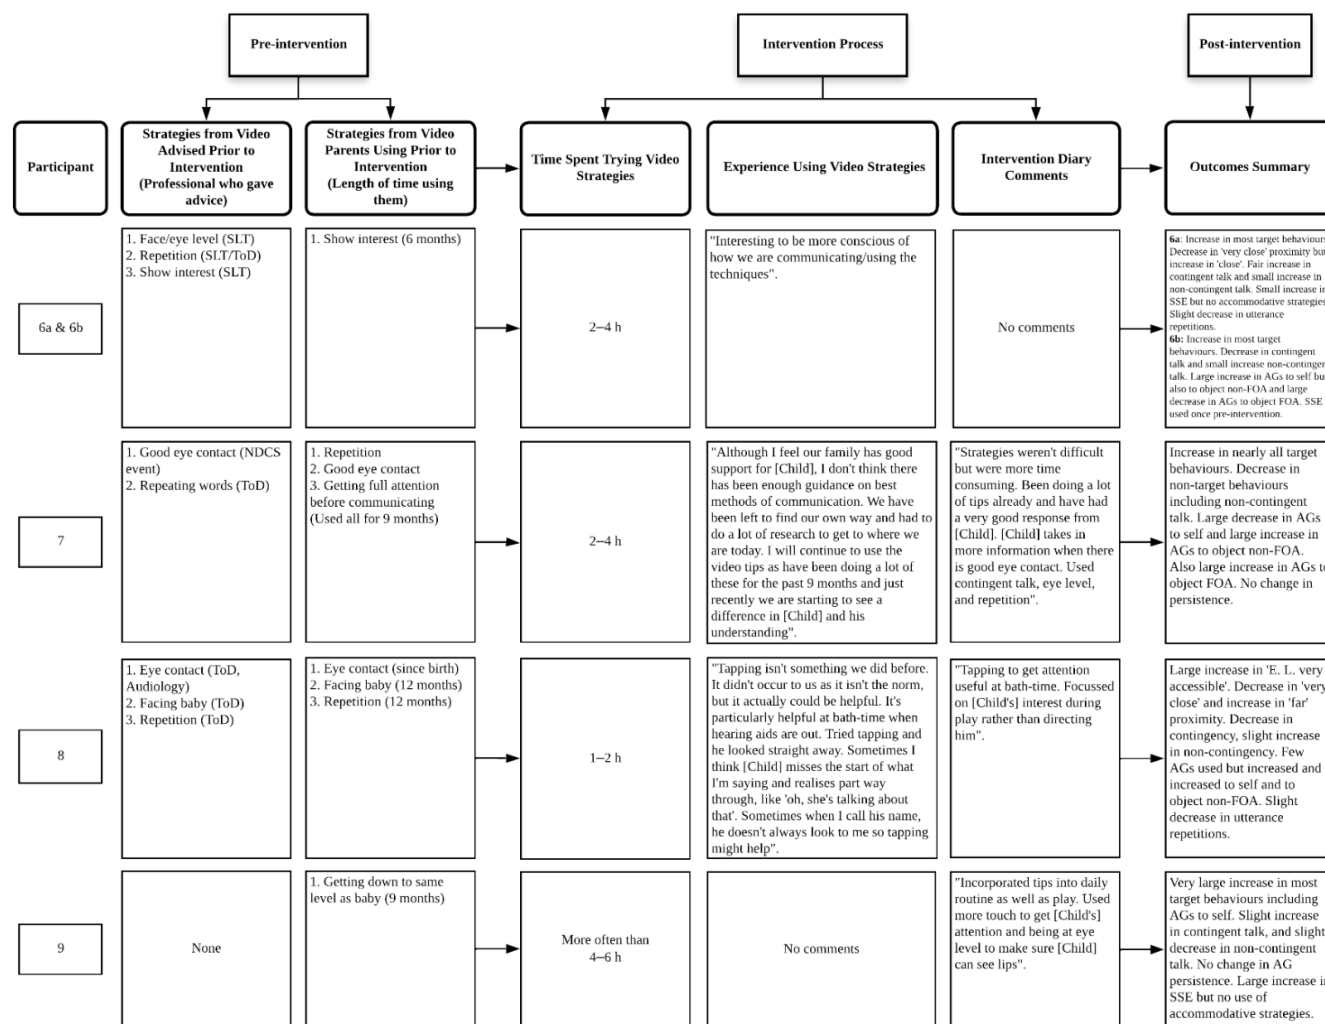 Pre-intervention
Intervention Process
Post-intervention
Participant
Strategies from Video
Advised Prior to
Intervention
(Professional who gave
advice)
Strategies from Video
Parents Using Prior to
Intervention
(Length of time using
them)
Time Spent Trying Video
Strategies
Experience Using Video Strategies
Intervention Diary
Comments
Outcomes Summary
6a & 6b
1. Face/eye level (SLT)
2. Repetition (SLT/ToD)
3. Show interest (SLT)
1. Show interest (6 months)
2–4 h
"Interesting to be more conscious of
how we are communicating/using the
techniques".
No comments
6a: Increase in most target behaviours
Decrease in 'very close' proximity but
increase in 'close'. Fair increase in
contingent talk and small increase in
non-contingent talk. Small increase in
SSE but no accommodative strategies
Slight decrease in utterance
repetitions.
6b: Increase in most target
behaviours. Decrease in contingent
talk and small increase non-contingen
talk. Large increase in AGs to self bu
also to object non-FOA and large
decrease in AGs to object FOA. SSE
used once pre-intervention.
7
1. Good eye contact (NDCS
event)
2. Repeating words (ToD)
1. Repetition
2. Good eye contact
3. Getting full attention
before communicating
(Used all for 9 months)
2–4 h
"Although I feel our family has good
support for [Child], I don't think there
has been enough guidance on best
methods of communication. We have
been left to find our own way and had to
do a lot of research to get to where we
are today. I will continue to use the
video tips as have been doing a lot of
these for the past 9 months and just
recently we are starting to see a
difference in [Child] and his
understanding".
"Strategies weren't difficult
but were more time
consuming. Been doing a lot
of tips already and have had
a very good response from
[Child]. [Child] takes in
more information when there
is good eye contact. Used
contingent talk, eye level,
and repetition".
Increase in nearly all target
behaviours. Decrease in
non-target behaviours
including non-contingent
talk. Large decrease in AGs
to self and large increase in
AGs to object non-FOA.
Also large increase in AGs to
object FOA. No change in
persistence.
8
1. Eye contact (ToD,
Audiology)
2. Facing baby (ToD)
3. Repetition (ToD)
1. Eye contact (since birth)
2. Facing baby (12 months)
3. Repetition (12 months)
1–2 h
"Tapping isn't something we did before.
It didn't occur to us as it isn't the norm,
but it actually could be helpful. It's
particularly helpful at bath-time when
hearing aids are out. Tried tapping and
he looked straight away. Sometimes I
think [Child] misses the start of what
I'm saying and realises part way
through, like 'oh, she's talking about
that'. Sometimes when I call his name,
he doesn't always look to me so tapping
might help".
"Tapping to get attention
useful at bath-time. Focussed
on [Child's] interest during
play rather than directing
him".
Large increase in 'E. L. very
accessible'. Decrease in 'very
close' and increase in 'far'
proximity. Decrease in
contingency, slight increase
in non-contingency. Few
AGs used but increased and
increased to self and to
object non-FOA. Slight
decrease in utterance
repetitions.
9
None
1. Getting down to same
level as baby (9 months)
More often than
4–6 h
No comments
"Incorporated tips into daily
routine as well as play. Used
more touch to get [Child's]
attention and being at eye
level to make sure [Child]
can see lips".
Very large increase in most
target behaviours including
AGs to self. Slight increase
in contingent talk, and slight
decrease in non-contingent
talk. No change in AG
persistence. Large increase in
SSE but no use of
accommodative strategies.